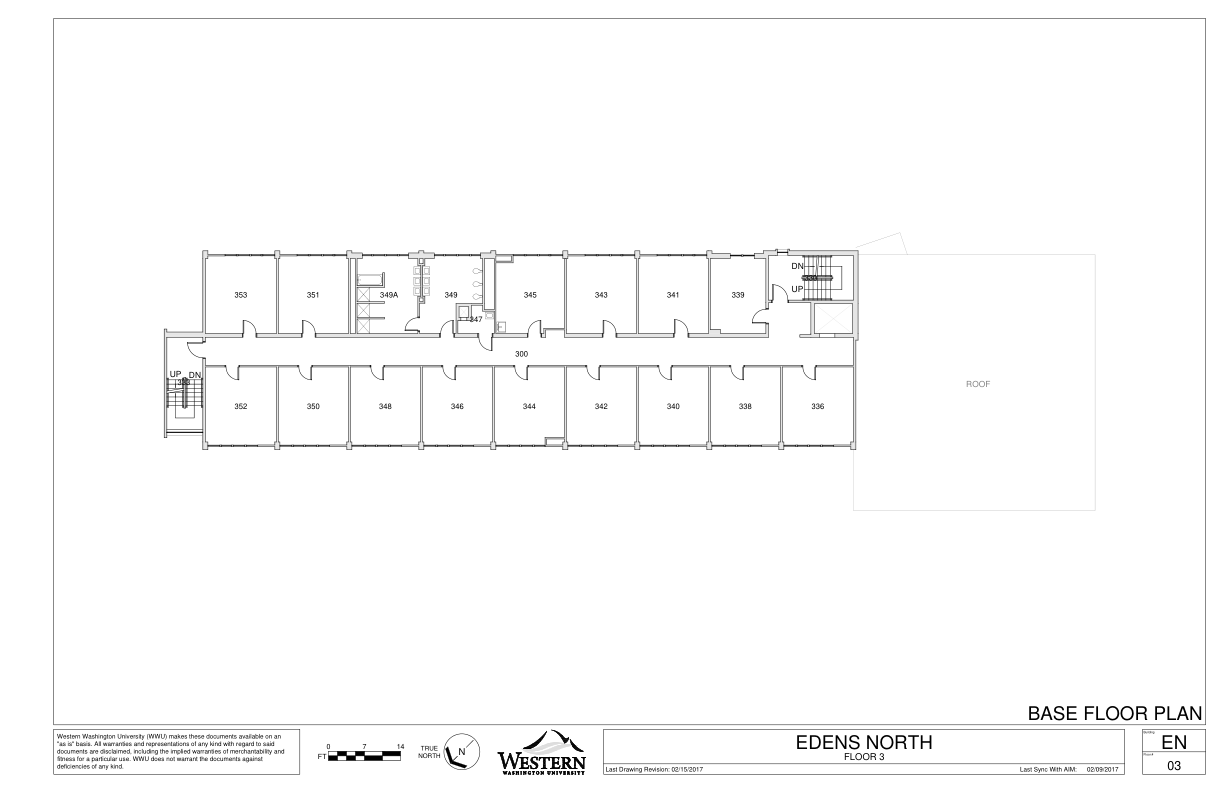 DN
UP
353
351
349A
349
345
343
341
339
347
300
UP
DN
ROOF
352
350
348
346
344
342
340
338
336
BASE FLOOR PLAN
Western Washington University (WWU) makes these documents available on an
"as is" basis. All warranties and representations of any kind with regard to said
documents are disclaimed, including the implied warranties of merchantability and
fitness for a particular use. WWU does not warrant the documents against
deficiencies of any kind.
0 7 14
FT
TRUE
NORTH
N
WESTERN
WASHINGTON UNIVERSITY
EDENS NORTH
FLOOR 3
Last Drawing Revision: 02/15/2017
Last Sync With AIM: 02/09/2017
Building
EN
Floor#
03